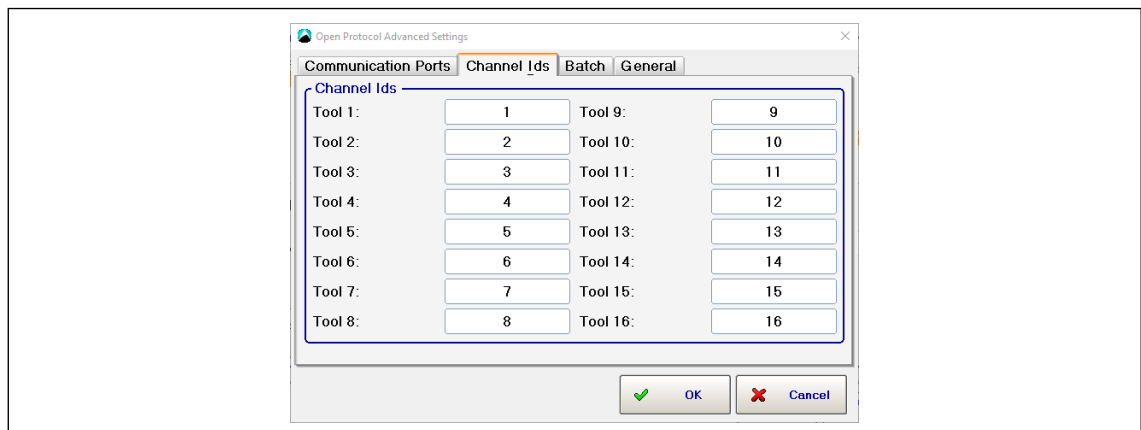 Open Protocol Advanced Settings
Communication Ports Channel Ids Batch General
Channel Ids
Tool 1: 1 Tool 9: 9
Tool 2: 2 Tool 10: 10
Tool 3: 3 Tool 11: 11
Tool 4: 4 Tool 12: 12
Tool 5: 5 Tool 13: 13
Tool 6: 6 Tool 14: 14
Tool 7: 7 Tool 15: 15
Tool 8: 8 Tool 16: 16
OK Cancel